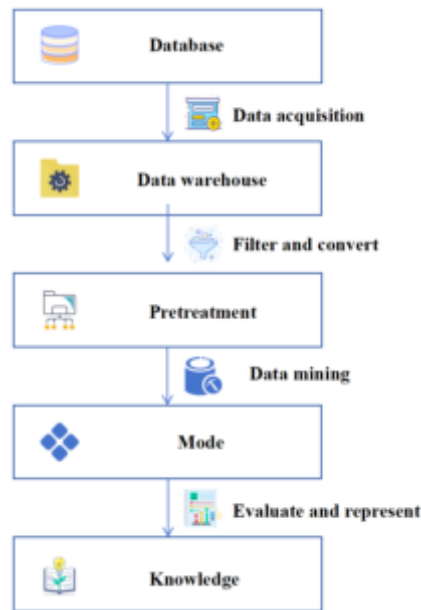 Database
Data acquisition
Data warehouse
Filter and convert
Pretreatment
Data mining
Mode
Evaluate and represent
Knowledge